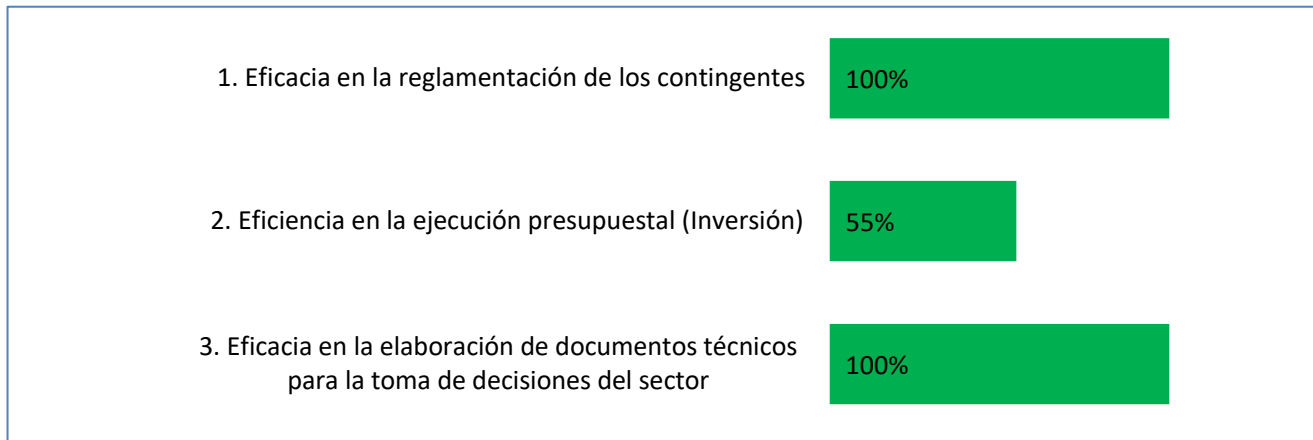 1. Eficacia en la reglamentación de los contingentes
100%
2. Eficiencia en la ejecución presupuestal (Inversión)
55%
3. Eficacia en la elaboración de documentos técnicos
para la toma de decisiones del sector
100%